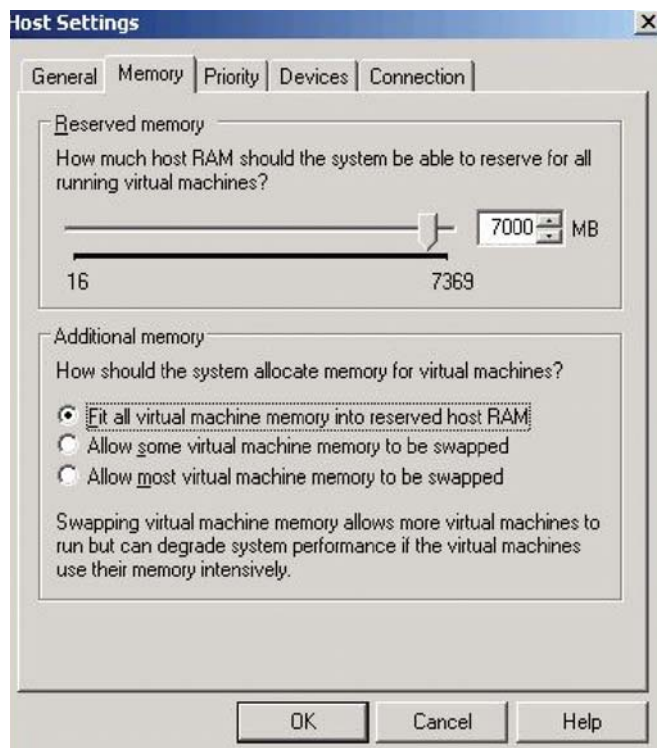 Host Settings
General Memory Priority Devices Connection
Reserved memory
How much host RAM should the system be able to reserve for all
running virtual machines?
7000 MB
16 7369
Additional memory
How should the system allocate memory for virtual machines?
Fit all virtual machine memory into reserved host RAM
Allow some virtual machine memory to be swapped
Allow most virtual machine memory to be swapped
Swapping virtual machine memory allows more virtual machines to
run but can degrade system performance if the virtual machines
use their memory intensively.
OK Cancel Help